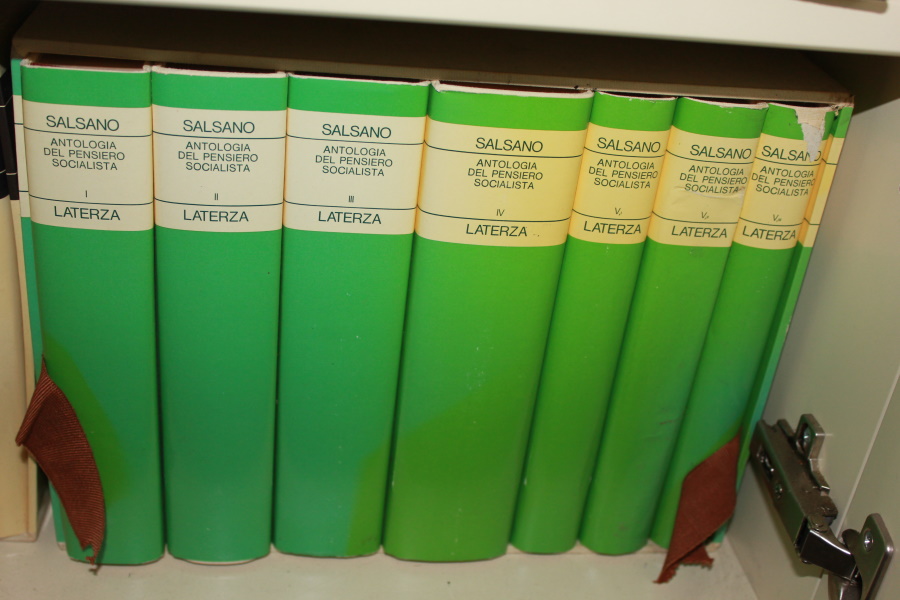 SALSANO
ANTOLOGIA
DEL PENSIERO
SOCIALISTA
I
LATERZA
SALSANO
ANTOLOGIA
DEL PENSIERO
SOCIALISTA
II
LATERZA
SALSANO
ANTOLOGIA
DEL PENSIERO
SOCIALISTA
III
LATERZA
SALSANO
ANTOLOGIA
DEL PENSIERO
SOCIALISTA
IV
LATERZA
SALSANO
ANTOLOGIA
DEL PENSIERO
SOCIALISTA
LATERZA
SALSANO
ANTOLOGIA
DEL PENSIERO
SOCIALISTA
LATERZA
ANTOLOGIA
DEL PENSIERO
SOCIALISTA
LATERZA